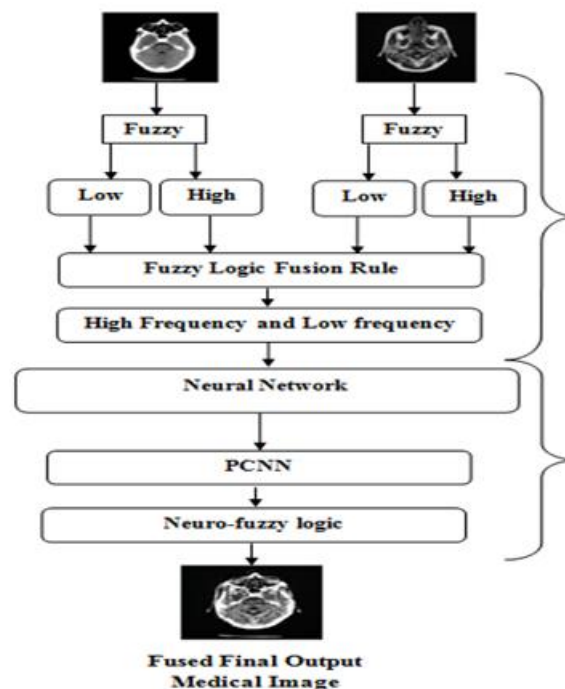 Fuzzy
Fuzzy
Low
High
Low
High
Fuzzy Logic Fusion Rule
High Frequency and Low frequency
Neural Network
PCNN
Neuro-fuzzy logic
Fused Final Output
Medical Image